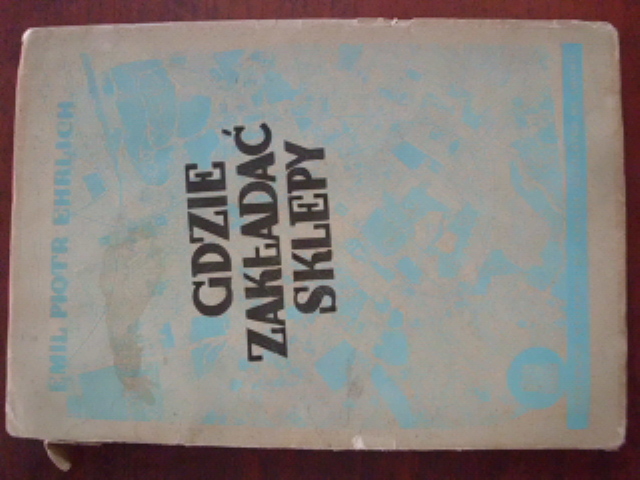 EMIL PIOTR EHRLICH
GDZIE
ZAKŁADAĆ
SKLEPY